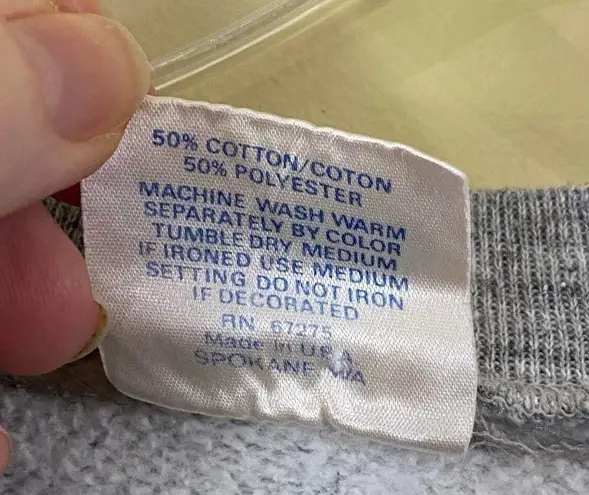 50% COTTON/COTON
50% POLYESTER
MACHINE WASH WARM
SEPARATELY BY COLOR
TUMBLE DRY MEDIUM
IF IRONED USE MEDIUM
SETTING DO NOT IRON
IF DECORATED
RN 67275
Made in U.S.A.
SPOKANE WA